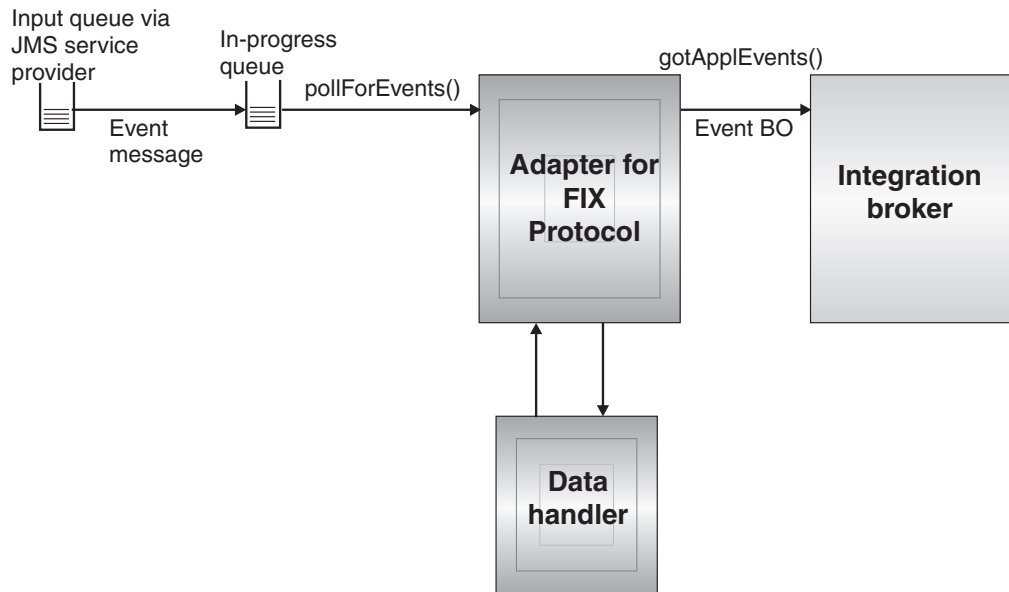 Input queue via
JMS service
provider
In-progress
queue
pollForEvents()
gotApplEvents()
Event
message
Event BO
Adapter for
FIX
Protocol
Integration
broker
Data
handler